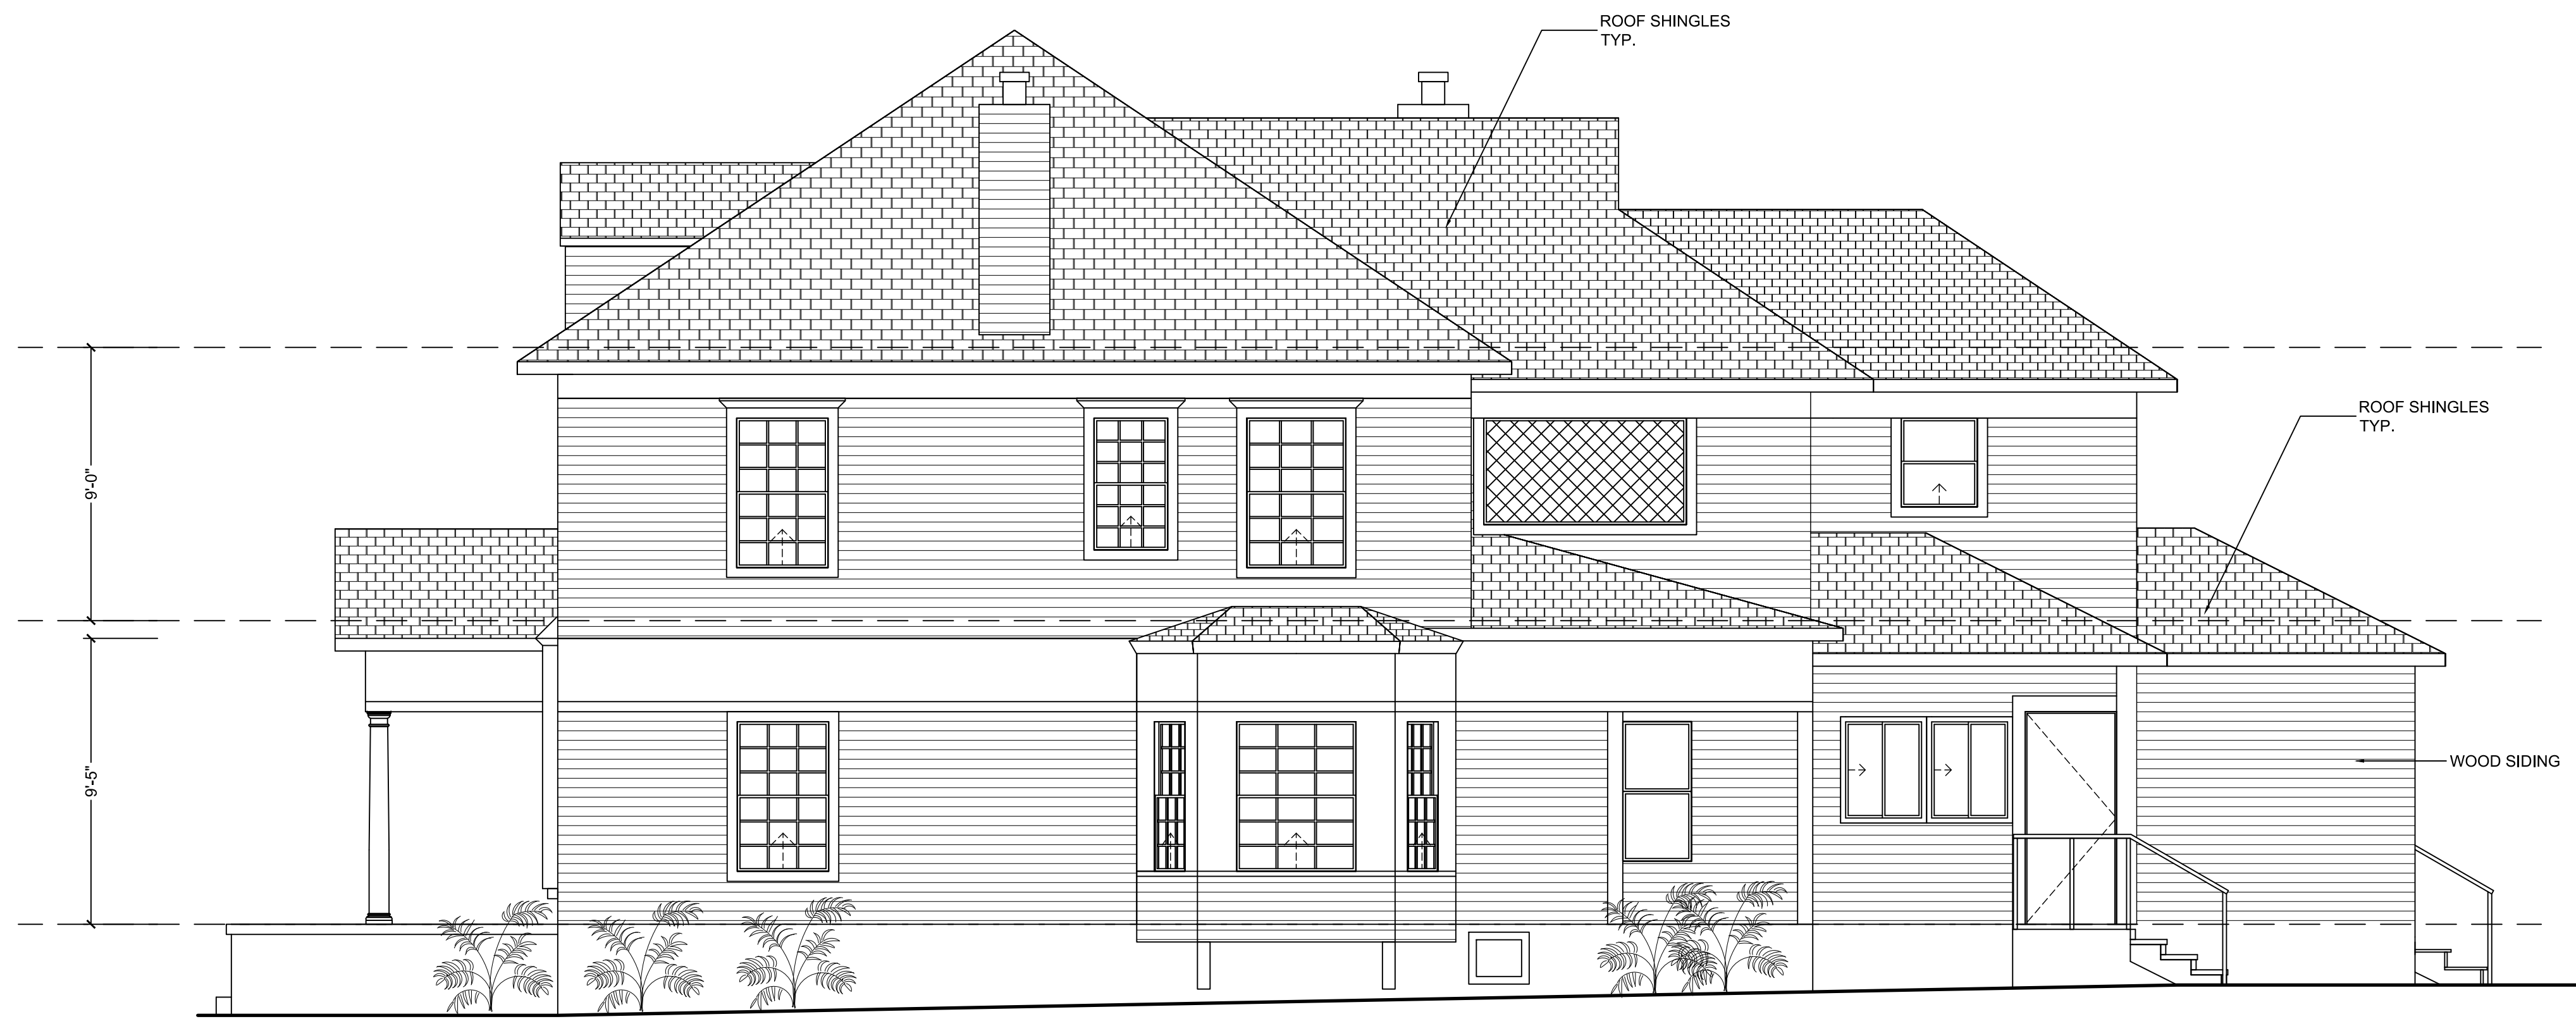 ROOF SHINGLES
TYP.
ROOF SHINGLES
TYP.
9'-0"
9'-5"
WOOD SIDING